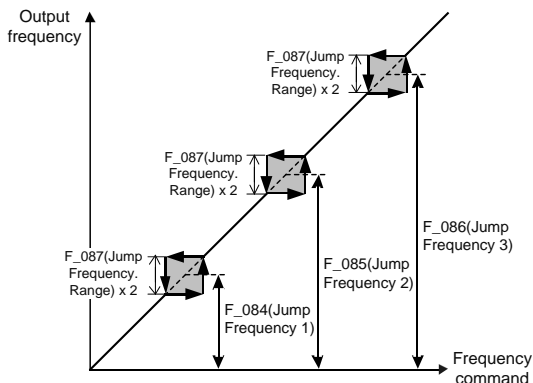 Output
frequency
F_087(Jump
Frequency.
Range) x 2
F_087(Jump
Frequency.
Range) x 2
F_086(Jump
Frequency 3)
F_087(Jump
Frequency.
Range) x 2
F_085(Jump
Frequency 2)
F_084(Jump
Frequency 1)
Frequency
command